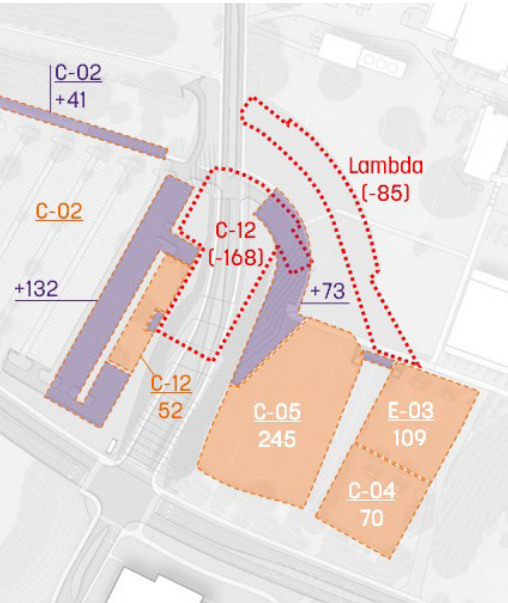 C-02
+41
Lambda
(-85)
C-02
C-12
(-168)
+132
+73
C-12
52
C-05
245
E-03
109
C-04
70